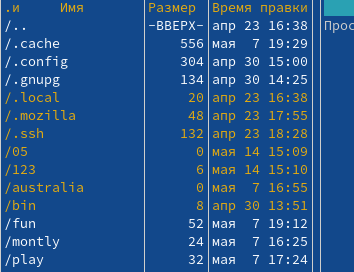 .и Имя Размер Время правки
/.. -ВВЕРХ- апр 23 16:38 Прос
/.cache 556 мая 7 19:29
/.config 304 апр 30 15:00
/.gnupg 134 апр 30 14:25
/.local 20 апр 23 16:38
/.mozilla 48 апр 23 17:55
/.ssh 132 апр 23 18:28
/05 0 мая 14 15:09
/123 6 мая 14 15:10
/australia 0 мая 7 16:55
/bin 8 апр 30 13:51
/fun 52 мая 7 19:12
/montly 24 мая 7 16:25
/play 32 мая 7 17:24